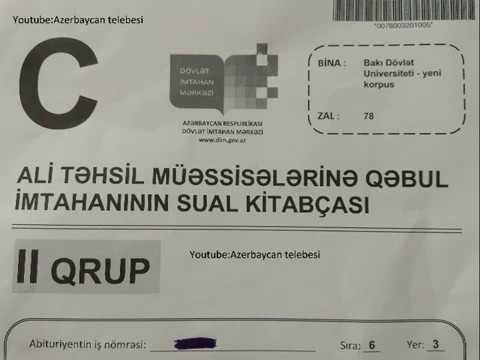 Youtube:Azerbaycan telebesi
*0078003201005*
C
DÖVLƏT
İMTAHAN
MƏRKƏZİ
AZƏRBAYCAN RESPUBLİKASI
DÖVLƏT İMTAHAN MƏRKƏZİ
www.dim.gov.az
BİNA : Bakı Dövlət
Universiteti - yeni
korpus
ZAL : 78
ALİ TƏHSİL MÜƏSSİSƏLƏRİNƏ QƏBUL
İMTAHANININ SUAL KİTABÇASI
II QRUP
Youtube:Azerbaycan telebesi
Abituriyentin iş nömrəsi: Sıra: 6 Yer: 3